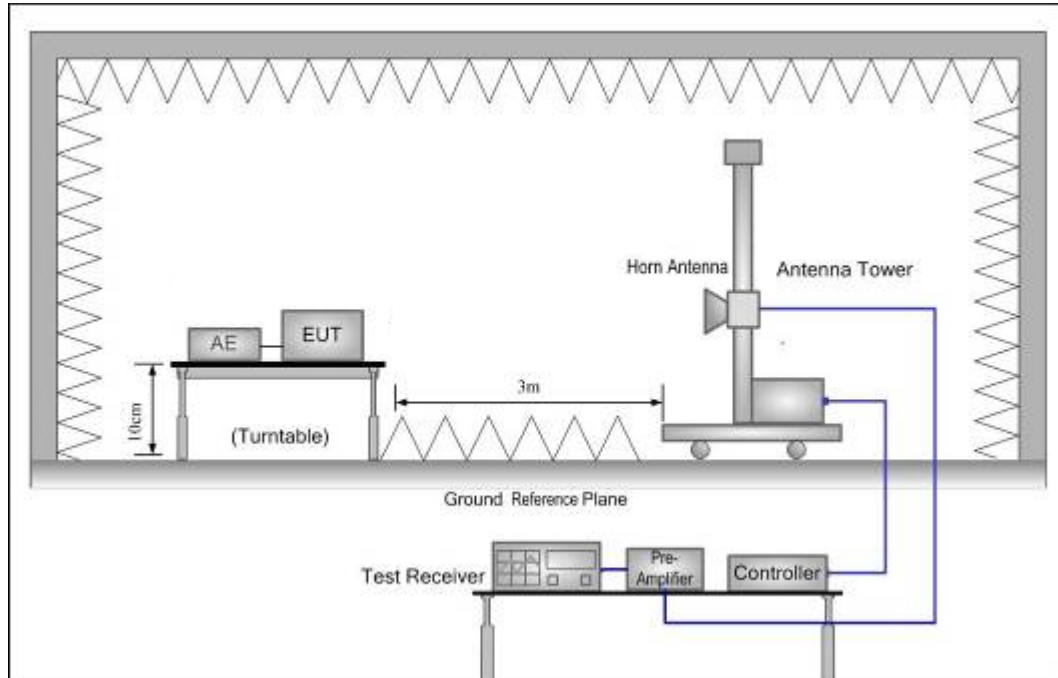 Horn Antenna
Antenna Tower
AE
EUT
3m
10cm
(Turntable)
Ground Reference Plane
Test Receiver
Pre-
Amplifier
Controller